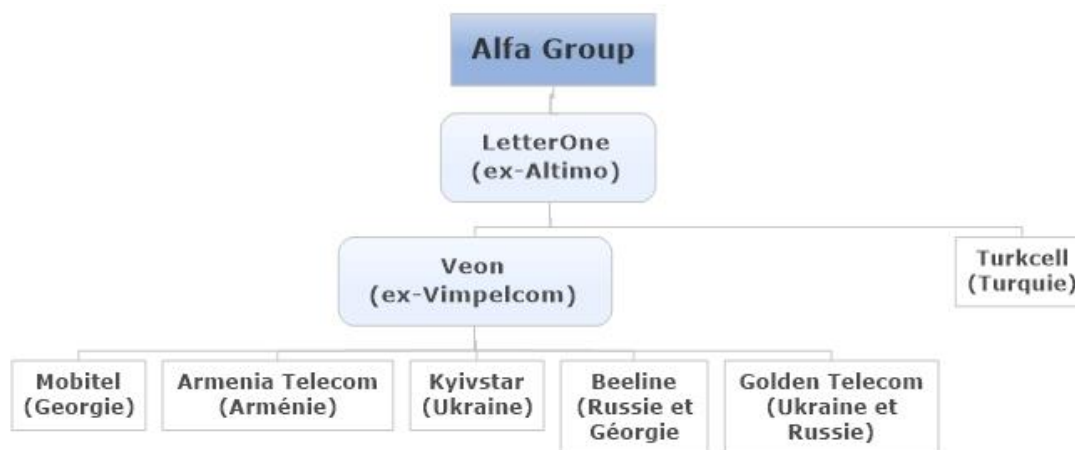 Alfa Group
LetterOne
(ex-Altimo)
Veon
(ex-Vimpelcom)
Turkcell
(Turquie)
Mobitel
(Georgie)
Armenia Telecom
(Arménie)
Kyivstar
(Ukraine)
Beeline
(Russie et
Géorgie
Golden Telecom
(Ukraine et
Russie)